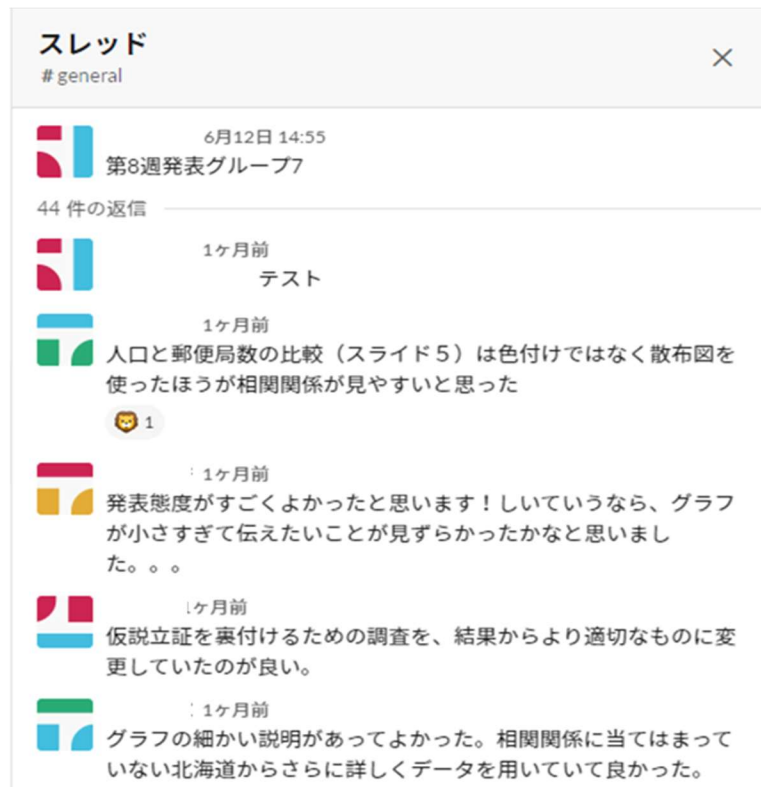 スレッド
# general
6月12日 14:55
第8週発表グループ7
44 件の返信
1ヶ月前
テスト
1ヶ月前
人口と郵便局数の比較（スライド５）は色付けではなく散布図を
使ったほうが相関関係が見やすいと思った
1
1ヶ月前
発表態度がすごくよかったと思います！しいていうなら、グラフ
が小さすぎて伝えたいことが見ずらかったかなと思いまし
た。。。
1ヶ月前
仮説立証を裏付けるための調査を、結果からより適切なものに変
更していたのが良い。
1ヶ月前
グラフの細かい説明があってよかった。相関関係に当てはまって
いない北海道からさらに詳しくデータを用いていて良かった。